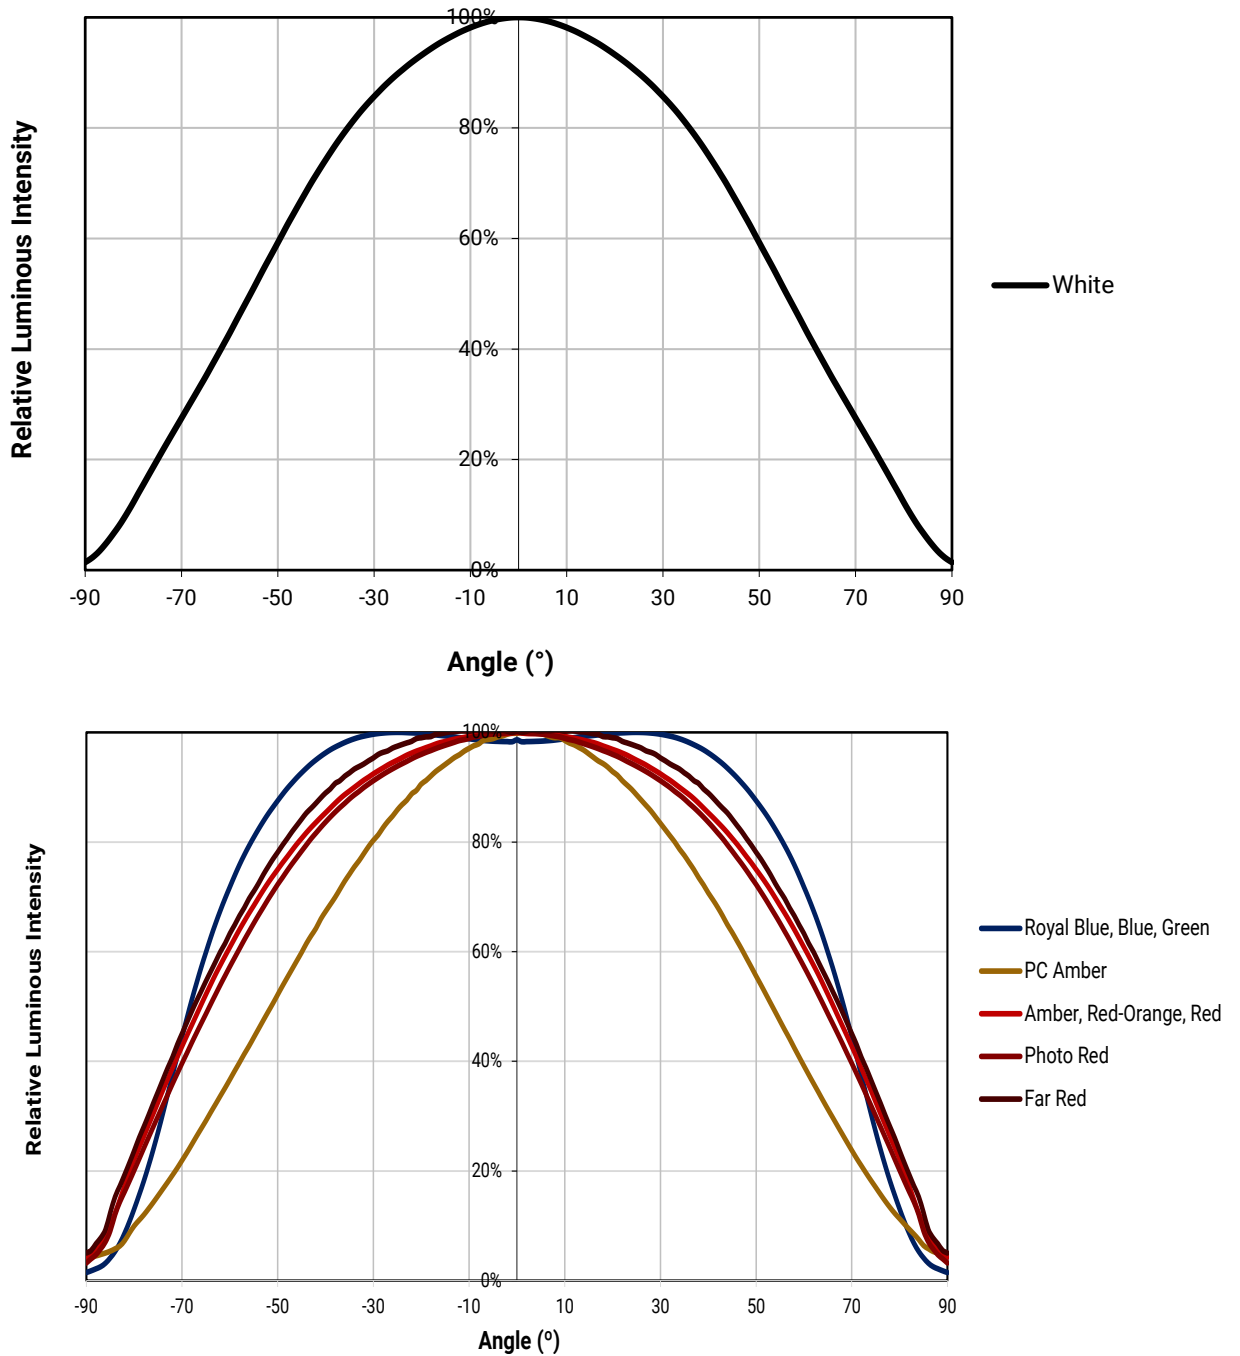 100%
80%
60%
40%
20%
0%
-90 -70 -50 -30 -10 10 30 50 70 90
Relative Luminous Intensity
Angle (°)
White
100%
80%
60%
40%
20%
0%
-90 -70 -50 -30 -10 10 30 50 70 90
Relative Luminous Intensity
Angle (º)
Royal Blue, Blue, Green
PC Amber
Amber, Red-Orange, Red
Photo Red
Far Red